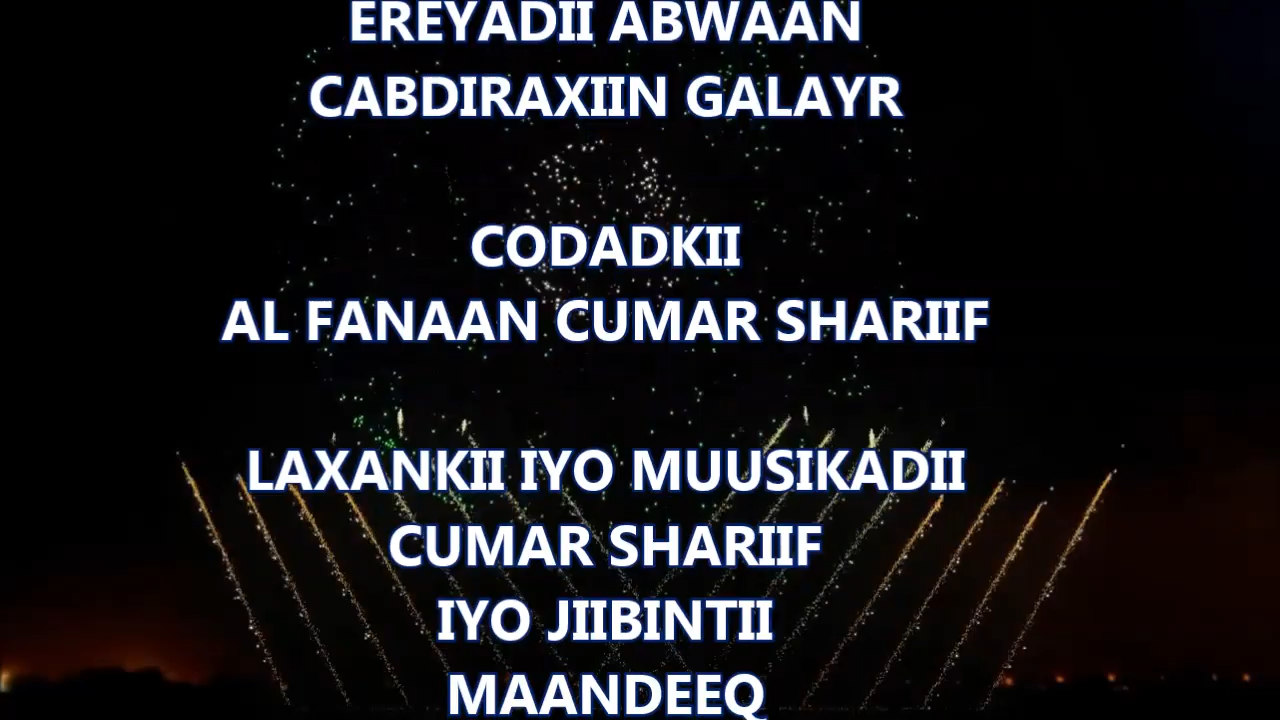 EREYADII ABWAAN
CABDIRAXIIN GALAYR
CODADKII
AL FANAAN CUMAR SHARIIF
LAXANKII IYO MUUSIKADII
CUMAR SHARIIF
IYO JIIBINTII
MAANDEEQ